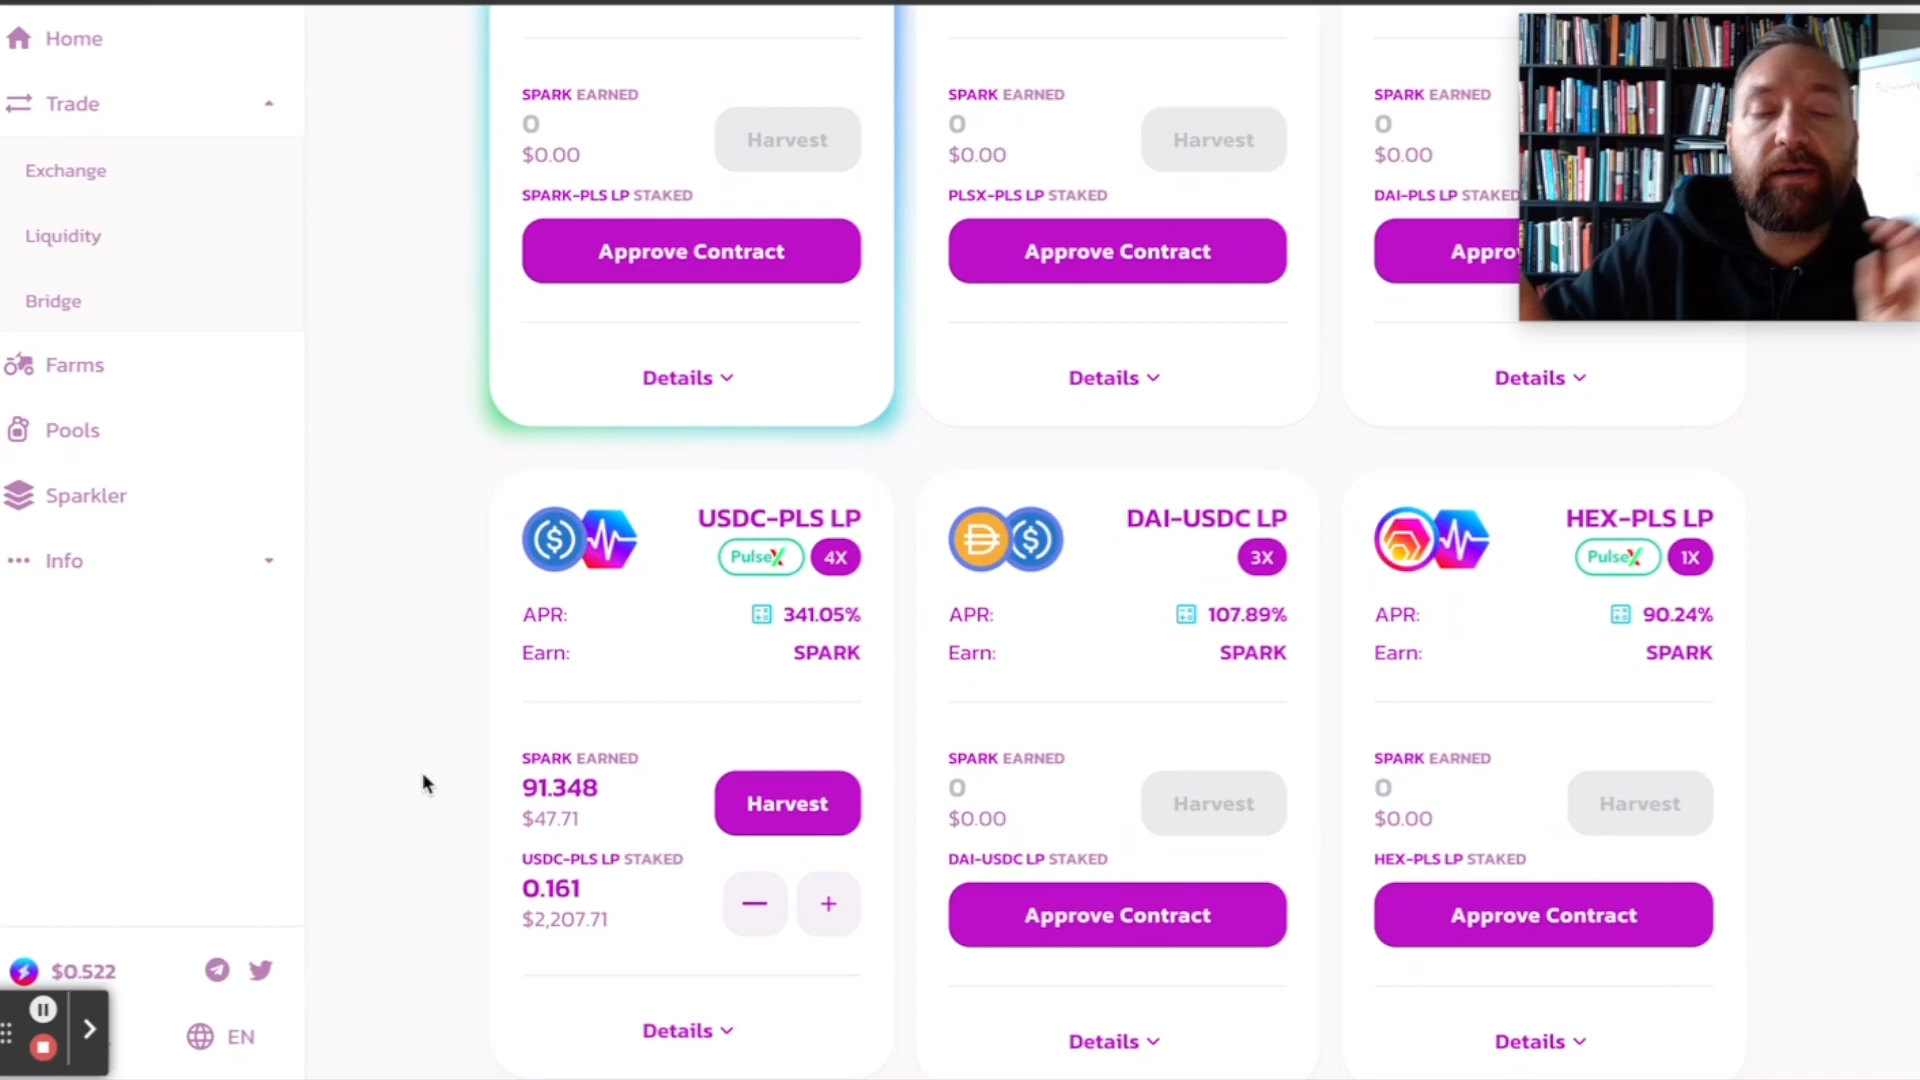 Home
Trade
Exchange
Liquidity
Bridge
Farms
Pools
Sparkler
Info
$0.522
EN
SPARK EARNED
0
$0.00
Harvest
SPARK-PLS LP STAKED
Approve Contract
Details
SPARK EARNED
0
$0.00
Harvest
PLSX-PLS LP STAKED
Approve Contract
Details
SPARK EARNED
0
$0.00
DAI-PLS LP STAKED
Details
USDC-PLS LP
PulseX 4X
APR: 341.05%
Earn: SPARK
SPARK EARNED
91.348
$47.71
Harvest
USDC-PLS LP STAKED
0.161
$2,207.71
Details
DAI-USDC LP
3X
APR: 107.89%
Earn: SPARK
SPARK EARNED
0
$0.00
Harvest
DAI-USDC LP STAKED
Approve Contract
Details
HEX-PLS LP
PulseX 1X
APR: 90.24%
Earn: SPARK
SPARK EARNED
0
$0.00
Harvest
HEX-PLS LP STAKED
Approve Contract
Details